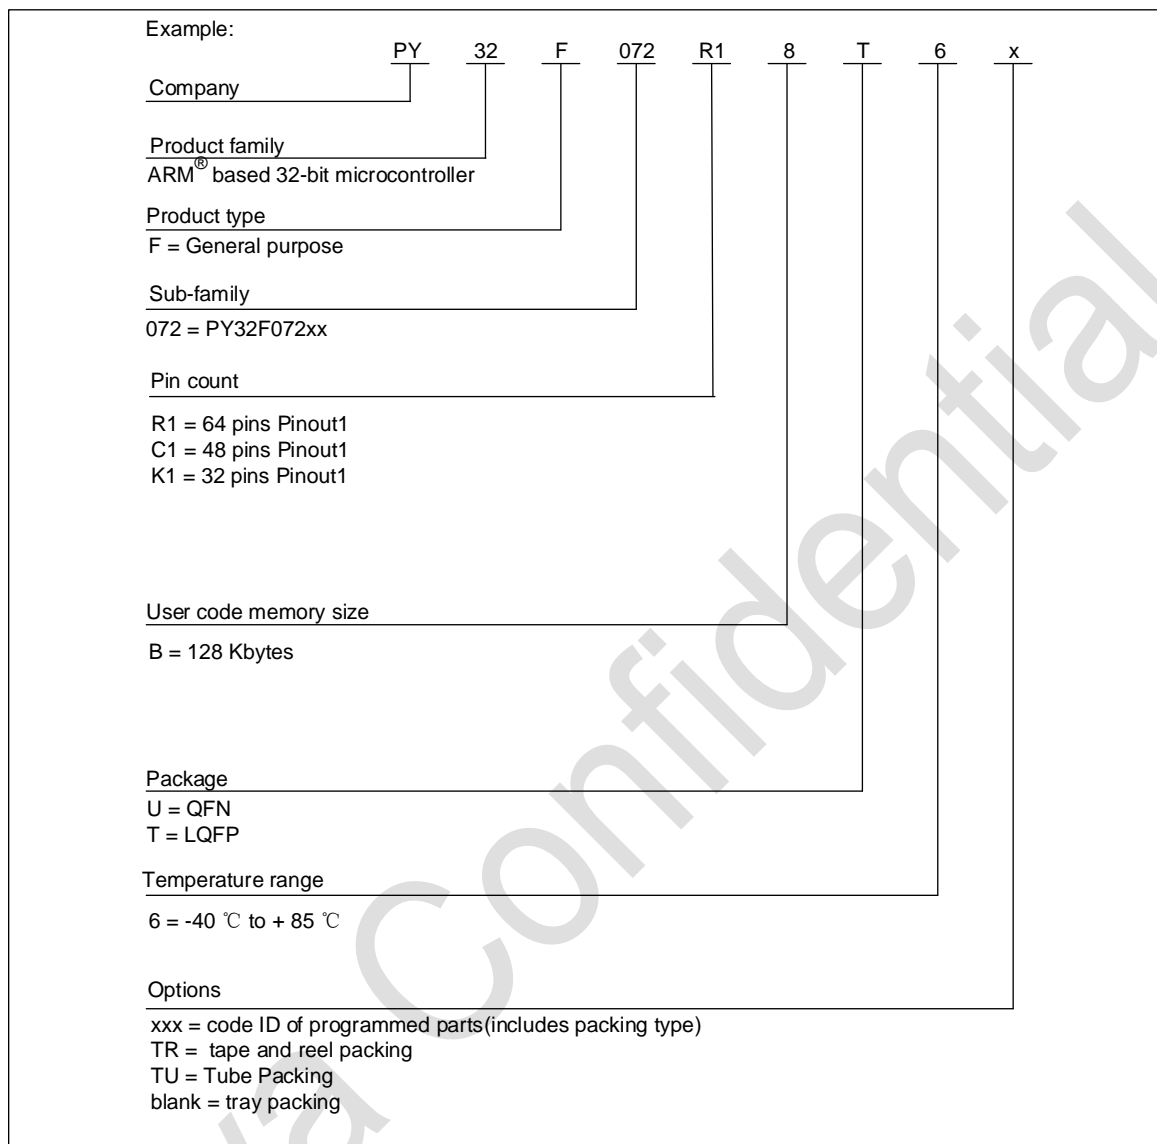 Example:
PY 32 F 072 R1 8 T 6 x
Company
Product family
ARM® based 32-bit microcontroller
Product type
F = General purpose
Sub-family
072 = PY32F072xx
Pin count
R1 = 64 pins Pinout1
C1 = 48 pins Pinout1
K1 = 32 pins Pinout1
User code memory size
B = 128 Kbytes
Package
U = QFN
T = LQFP
Temperature range
6 = -40 ℃ to + 85 ℃
Options
xxx = code ID of programmed parts(includes packing type)
TR = tape and reel packing
TU = Tube Packing
blank = tray packing
Confidential